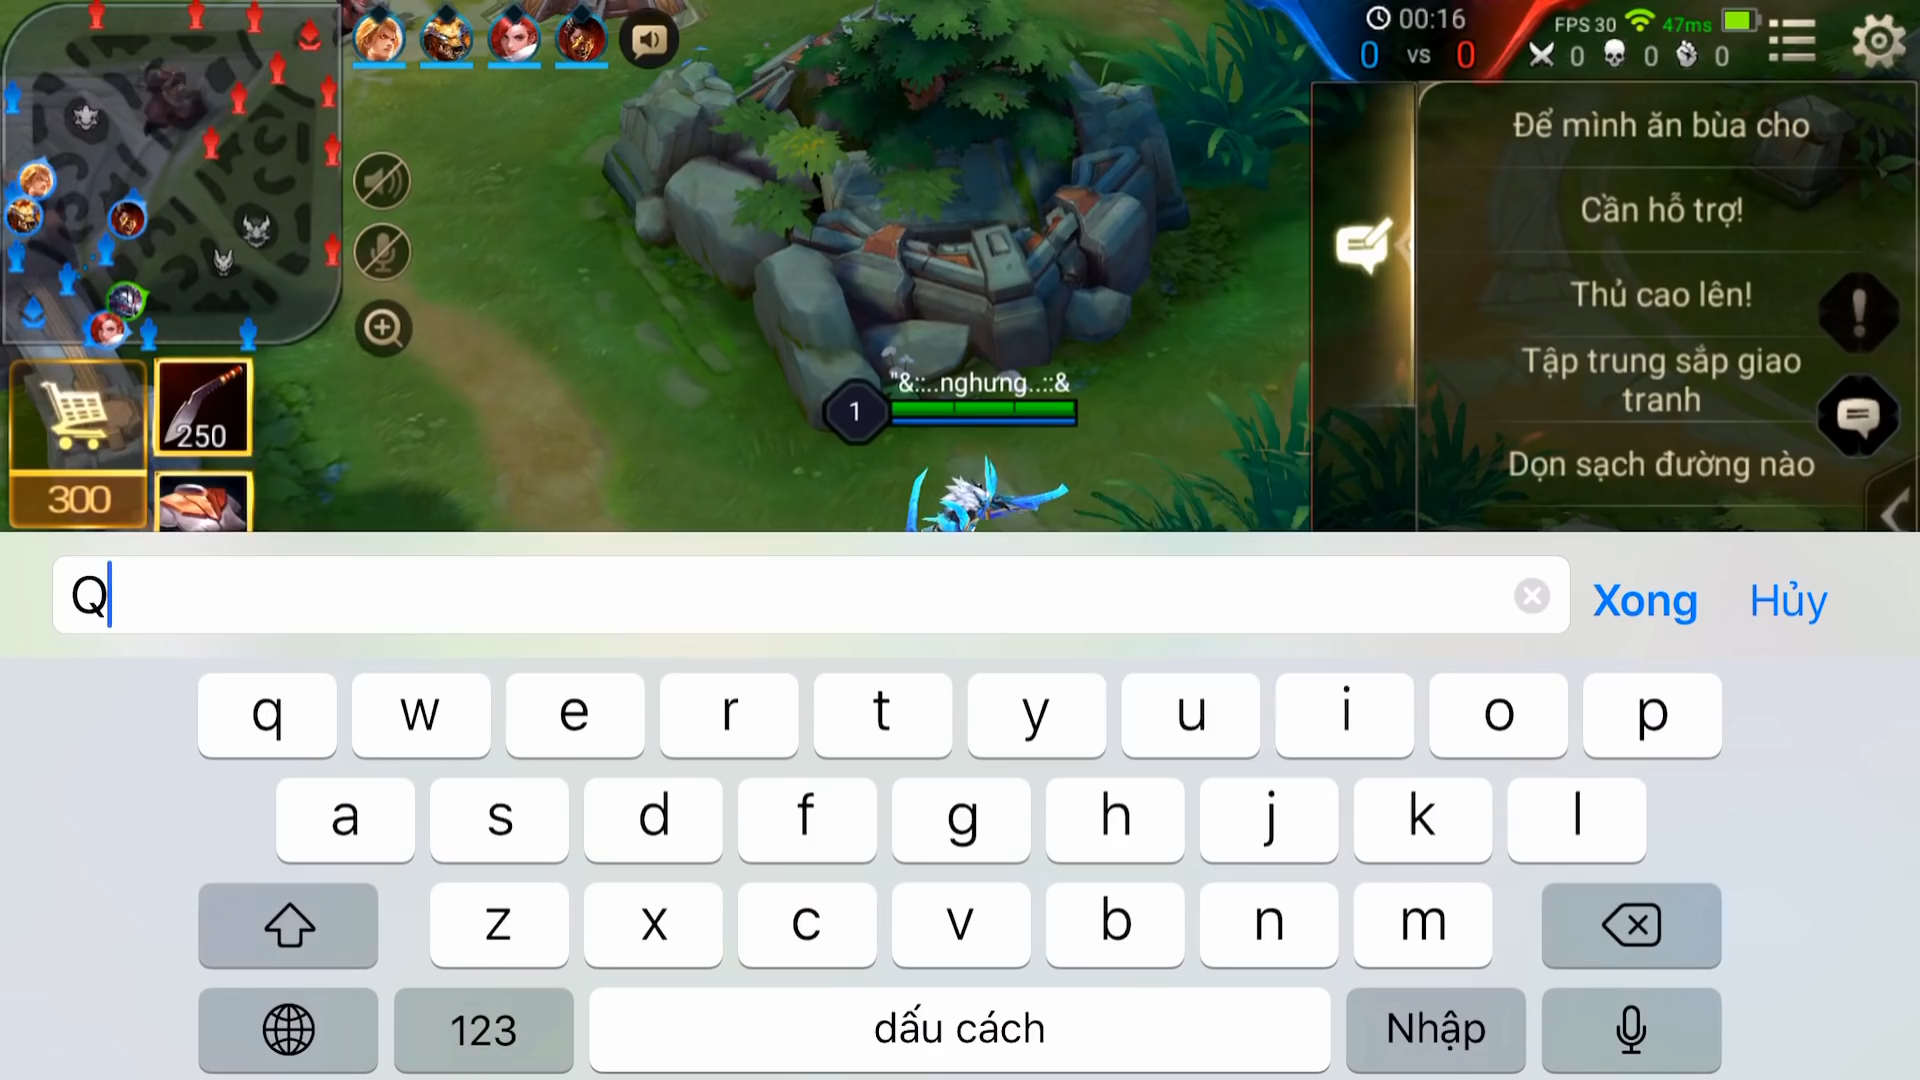 00:16
FPS 30
47ms
0 vs 0
0
0
0
Để mình ăn bùa cho
Cần hỗ trợ!
Thủ cao lên!
Tập trung sắp giao
tranh
Dọn sạch đường nào
"&::..nghưng..::&
1
250
300
Q
Xong
Hủy
q w e r t y u i o p
a s d f g h j k l
z x c v b n m
123
dấu cách
Nhập